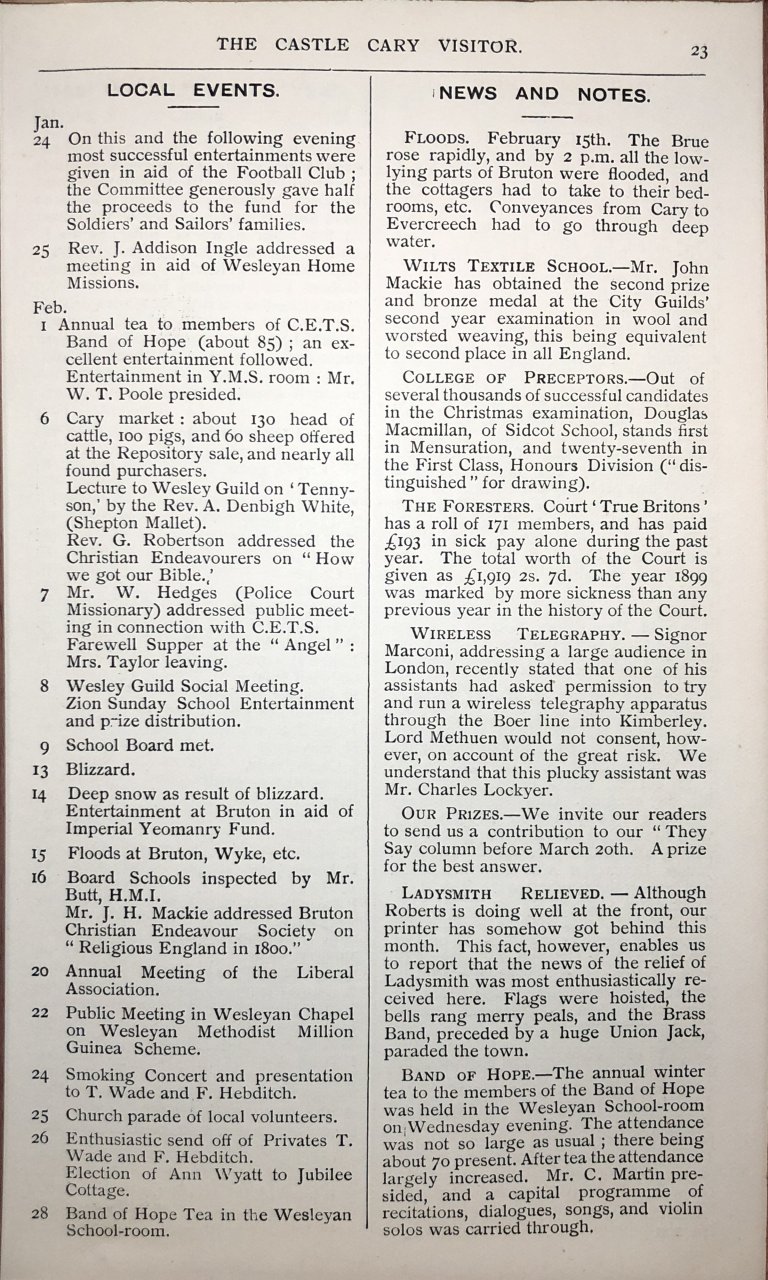 THE CASTLE CARY VISITOR.
23
LOCAL EVENTS.
Jan.
24 On this and the following evening
most successful entertainments were
given in aid of the Football Club ;
the Committee generously gave half
the proceeds to the fund for the
Soldiers' and Sailors' families.
25 Rev. J. Addison Ingle addressed a
meeting in aid of Wesleyan Home
Missions.
Feb.
1 Annual tea to members of C.E.T.S.
Band of Hope (about 85) ; an ex-
cellent entertainment followed.
Entertainment in Y.M.S. room : Mr.
W. T. Poole presided.
6 Cary market : about 130 head of
cattle, 100 pigs, and 60 sheep offered
at the Repository sale, and nearly all
found purchasers.
Lecture to Wesley Guild on ' Tenny-
son,' by the Rev. A. Denbigh White,
(Shepton Mallet).
Rev. G. Robertson addressed the
Christian Endeavourers on " How
we got our Bible.,'
7 Mr. W. Hedges (Police Court
Missionary) addressed public meet-
ing in connection with C.E.T.S.
Farewell Supper at the " Angel " :
Mrs. Taylor leaving.
8 Wesley Guild Social Meeting.
Zion Sunday School Entertainment
and prize distribution.
9 School Board met.
13 Blizzard.
14 Deep snow as result of blizzard.
Entertainment at Bruton in aid of
Imperial Yeomanry Fund.
15 Floods at Bruton, Wyke, etc.
16 Board Schools inspected by Mr.
Butt, H.M.I.
Mr. J. H. Mackie addressed Bruton
Christian Endeavour Society on
" Religious England in 1800."
20 Annual Meeting of the Liberal
Association.
22 Public Meeting in Wesleyan Chapel
on Wesleyan Methodist Million
Guinea Scheme.
24 Smoking Concert and presentation
to T. Wade and F. Hebditch.
25 Church parade of local volunteers.
26 Enthusiastic send off of Privates T.
Wade and F. Hebditch.
Election of Ann Wyatt to Jubilee
Cottage.
28 Band of Hope Tea in the Wesleyan
School-room.
NEWS AND NOTES.
FLOODS. February 15th. The Brue
rose rapidly, and by 2 p.m. all the low-
lying parts of Bruton were flooded, and
the cottagers had to take to their bed-
rooms, etc. Conveyances from Cary to
Evercreech had to go through deep
water.
WILTS TEXTILE SCHOOL.—Mr. John
Mackie has obtained the second prize
and bronze medal at the City Guilds'
second year examination in wool and
worsted weaving, this being equivalent
to second place in all England.
COLLEGE OF PRECEPTORS.—Out of
several thousands of successful candidates
in the Christmas examination, Douglas
Macmillan, of Sidcot School, stands first
in Mensuration, and twenty-seventh in
the First Class, Honours Division (" dis-
tinguished " for drawing).
THE FORESTERS. Court ' True Britons '
has a roll of 171 members, and has paid
£193 in sick pay alone during the past
year. The total worth of the Court is
given as £1,919 2s. 7d. The year 1899
was marked by more sickness than any
previous year in the history of the Court.
WIRELESS TELEGRAPHY. — Signor
Marconi, addressing a large audience in
London, recently stated that one of his
assistants had asked permission to try
and run a wireless telegraphy apparatus
through the Boer line into Kimberley.
Lord Methuen would not consent, how-
ever, on account of the great risk. We
understand that this plucky assistant was
Mr. Charles Lockyer.
OUR PRIZES.—We invite our readers
to send us a contribution to our " They
Say column before March 20th. A prize
for the best answer.
LADYSMITH RELIEVED. — Although
Roberts is doing well at the front, our
printer has somehow got behind this
month. This fact, however, enables us
to report that the news of the relief of
Ladysmith was most enthusiastically re-
ceived here. Flags were hoisted, the
bells rang merry peals, and the Brass
Band, preceded by a huge Union Jack,
paraded the town.
BAND OF HOPE.—The annual winter
tea to the members of the Band of Hope
was held in the Wesleyan School-room
on Wednesday evening. The attendance
was not so large as usual ; there being
about 70 present. After tea the attendance
largely increased. Mr. C. Martin pre-
sided, and a capital programme of
recitations, dialogues, songs, and violin
solos was carried through.